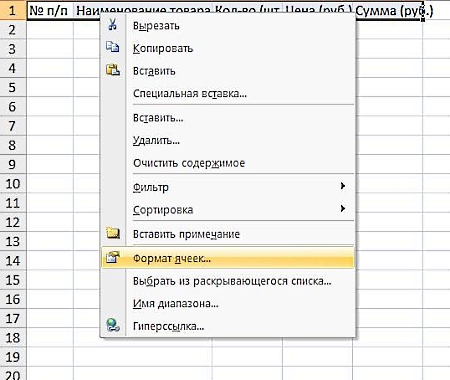 1 № п/п Наименование товара Кол-во (шт Цена (руб.) Сумма (руб.)
2
3
4
5
6
7
8
9
10
11
12
13
14
15
16
17
18
19
20
Вырезать
Копировать
Вставить
Специальная вставка...
Вставить...
Удалить...
Очистить содержимое
Фильтр
Сортировка
Вставить примечание
Формат ячеек...
Выбрать из раскрывающегося списка...
Имя диапазона...
Гиперссылка...